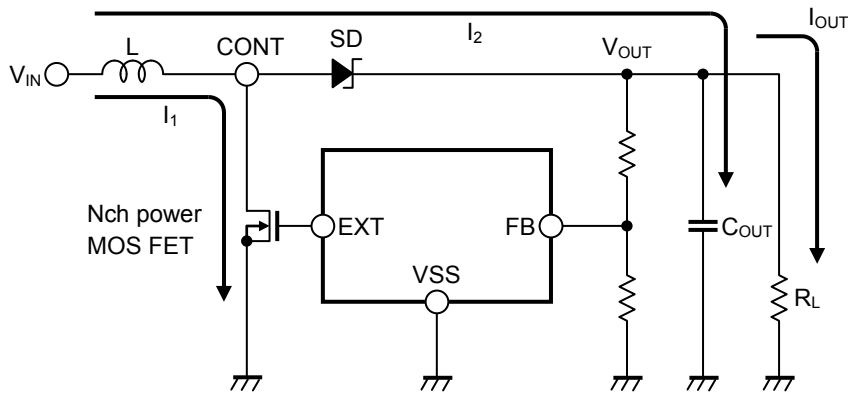 I2
IOUT
L
CONT
SD
VOUT
VIN
I1
Nch power
MOS FET
EXT
FB
COUT
VSS
RL